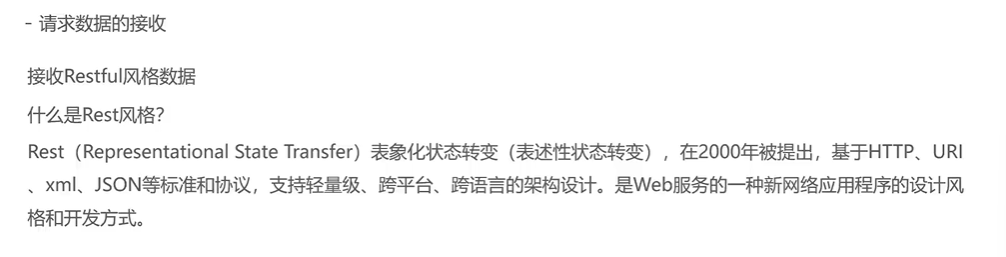 - 请求数据的接收
接收Restful风格数据
什么是Rest风格？
Rest（Representational State Transfer）表象化状态转变（表述性状态转变），在2000年被提出，基于HTTP、URI
、xml、JSON等标准和协议，支持轻量级、跨平台、跨语言的架构设计。是Web服务的一种新网络应用程序的设计风
格和开发方式。